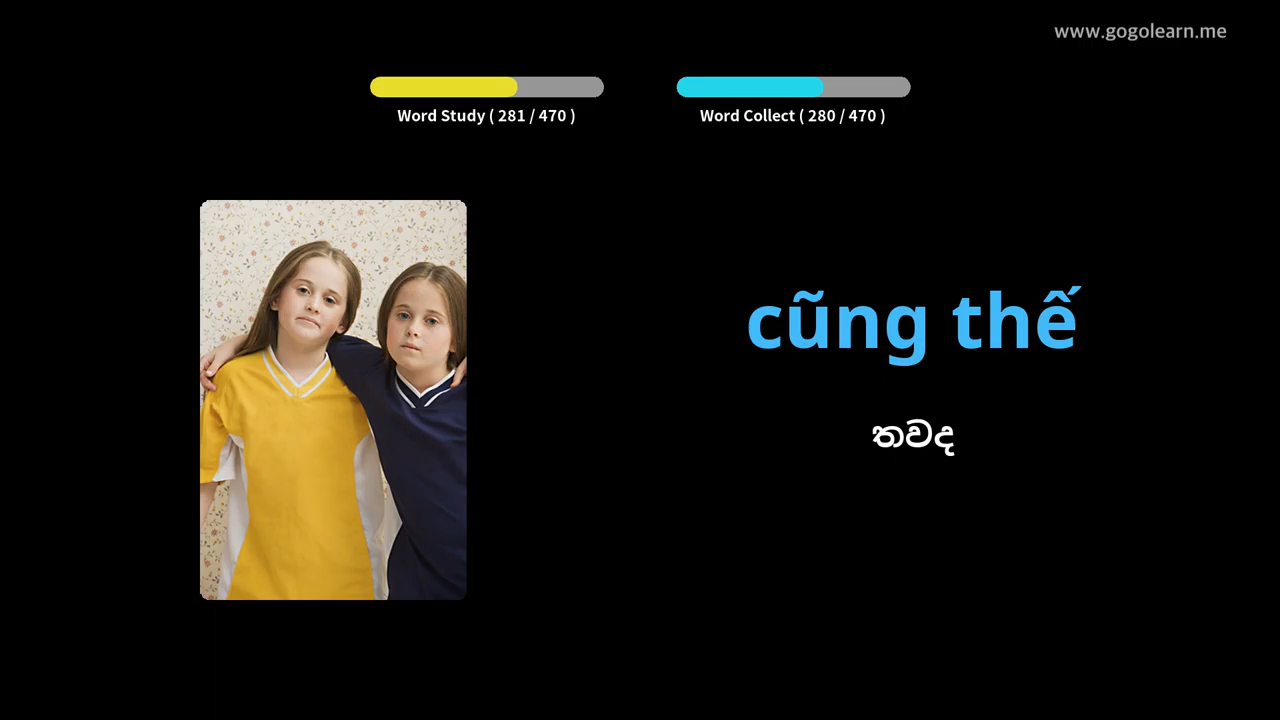 www.gogolearn.me
Word Study ( 281 / 470 )
Word Collect ( 280 / 470 )
cũng thế
තවද